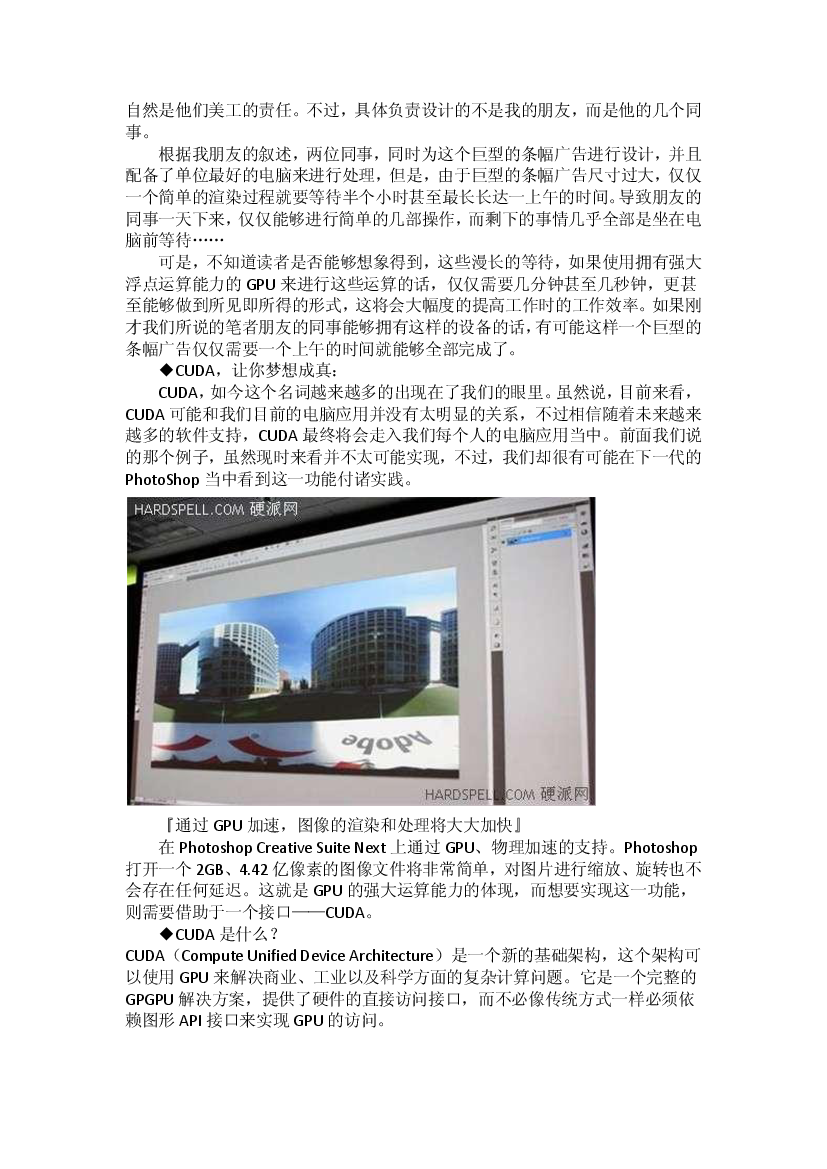 自然是他们美工的责任。不过，具体负责设计的不是我的朋友，而是他的几个同
事。
根据我朋友的叙述，两位同事，同时为这个巨型的条幅广告进行设计，并且
配备了单位最好的电脑来进行处理，但是，由于巨型的条幅广告尺寸过大，仅仅
一个简单的渲染过程就要等待半个小时甚至最长长达一上午的时间。导致朋友的
同事一天下来，仅仅能够进行简单的几部操作，而剩下的事情几乎全部是坐在电
脑前等待……
可是，不知道读者是否能够想象得到，这些漫长的等待，如果使用拥有强大
浮点运算能力的 GPU 来进行这些运算的话，仅仅需要几分钟甚至几秒钟，更甚
至能够做到所见即所得的形式，这将会大幅度的提高工作时的工作效率。如果刚
才我们所说的笔者朋友的同事能够拥有这样的设备的话，有可能这样一个巨型的
条幅广告仅仅需要一个上午的时间就能够全部完成了。
◆CUDA，让你梦想成真：
CUDA，如今这个名词越来越多的出现在了我们的眼里。虽然说，目前来看，
CUDA 可能和我们目前的电脑应用并没有太明显的关系，不过相信随着未来越来
越多的软件支持，CUDA 最终将会走入我们每个人的电脑应用当中。前面我们说
的那个例子，虽然现时来看并不太可能实现，不过，我们却很有可能在下一代的
PhotoShop 当中看到这一功能付诸实践。
HARDSPELL.COM 硬派网
Adobe
HARDSPELL.COM 硬派网
『通过 GPU 加速，图像的渲染和处理将大大加快』
在 Photoshop Creative Suite Next 上通过 GPU、物理加速的支持。Photoshop
打开一个 2GB、4.42 亿像素的图像文件将非常简单，对图片进行缩放、旋转也不
会存在任何延迟。这就是 GPU 的强大运算能力的体现，而想要实现这一功能，
则需要借助于一个接口——CUDA。
◆CUDA 是什么？
CUDA（Compute Unified Device Architecture）是一个新的基础架构，这个架构可
以使用 GPU 来解决商业、工业以及科学方面的复杂计算问题。它是一个完整的
GPGPU 解决方案，提供了硬件的直接访问接口，而不必像传统方式一样必须依
赖图形 API 接口来实现 GPU 的访问。